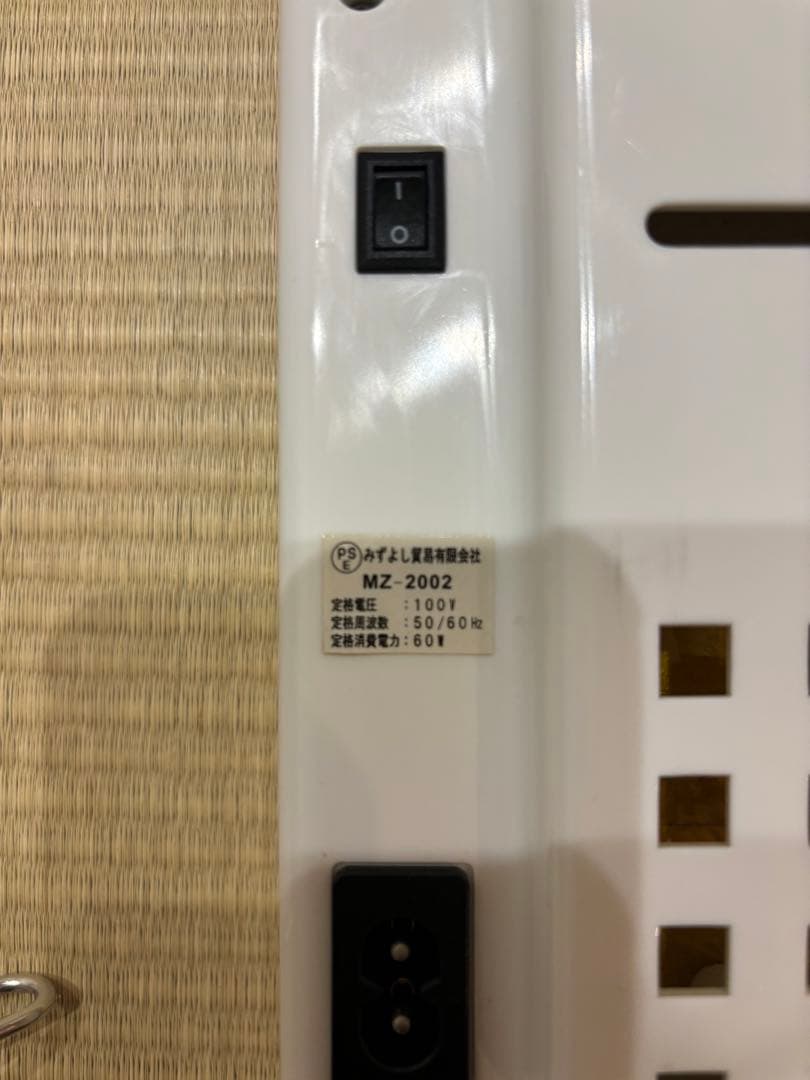 I
O
PSE みずよし貿易有限会社
MZ-2002
定格電圧 :100V
定格周波数 :50/60Hz
定格消費電力:60W